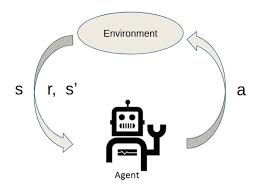 Environment
s r, s' a
Agent